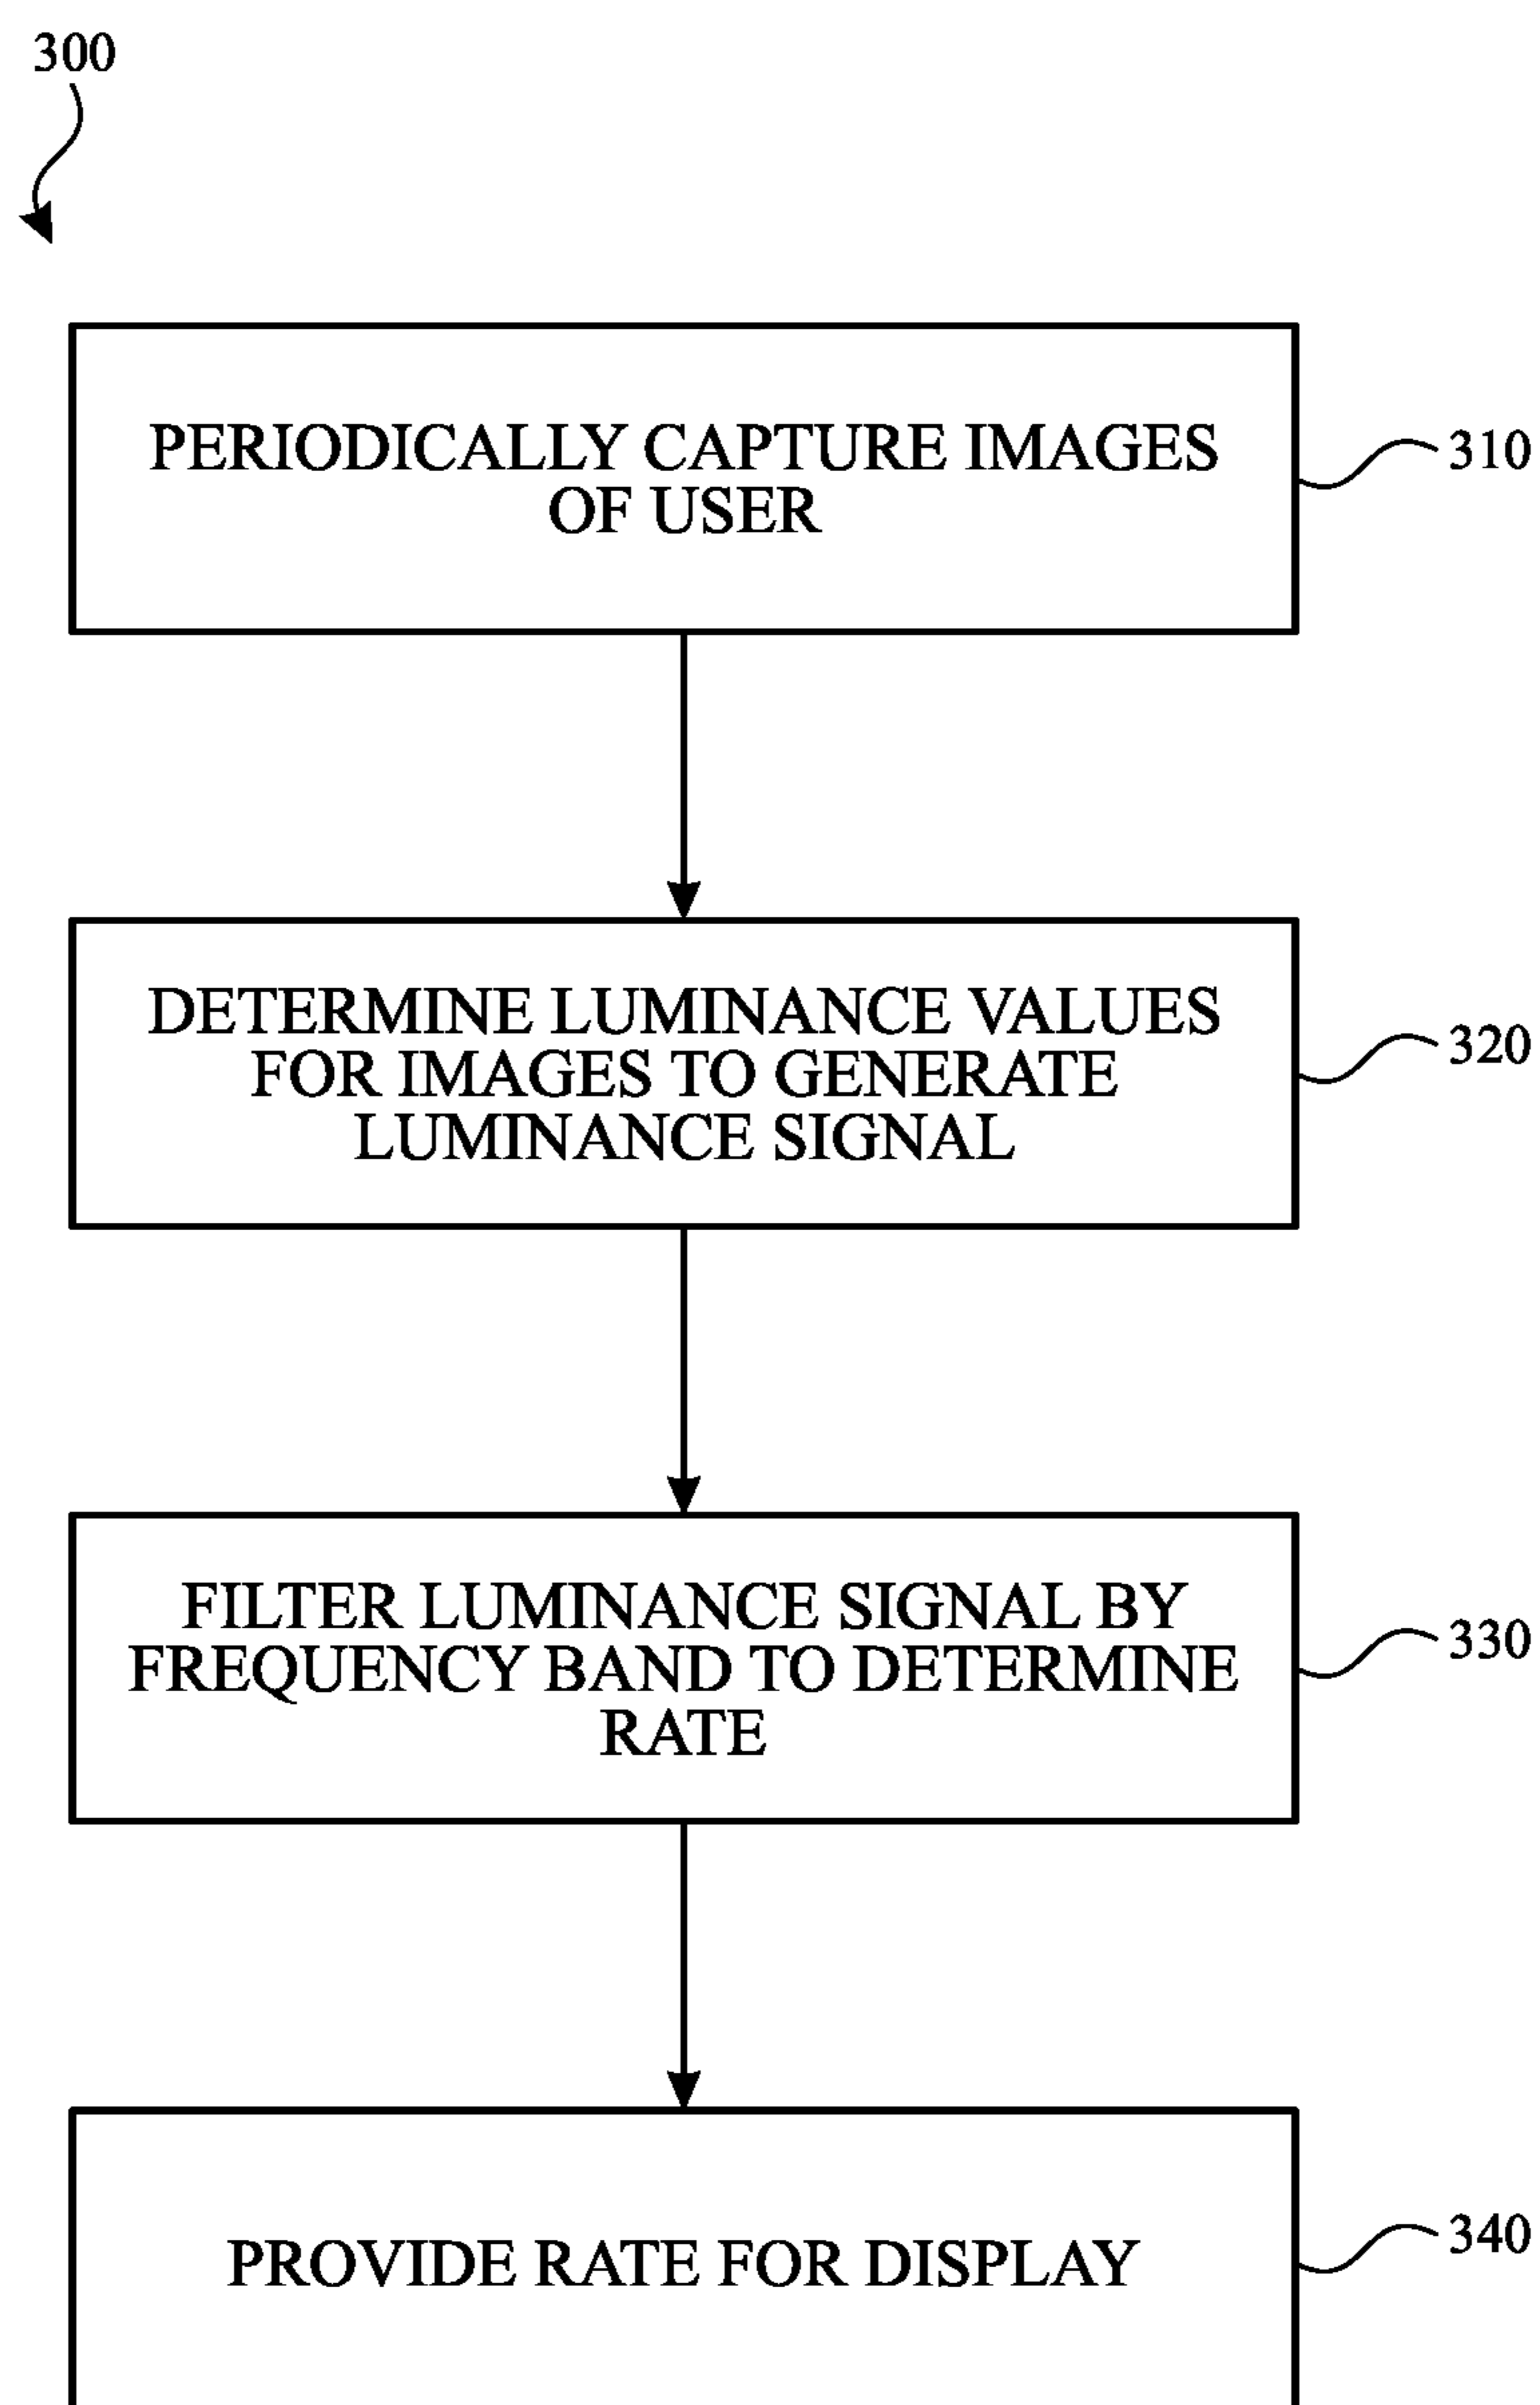 300
PERIODICALLY CAPTURE IMAGES
OF USER
310
DETERMINE LUMINANCE VALUES
FOR IMAGES TO GENERATE
LUMINANCE SIGNAL
320
FILTER LUMINANCE SIGNAL BY
FREQUENCY BAND TO DETERMINE
RATE
330
PROVIDE RATE FOR DISPLAY
340